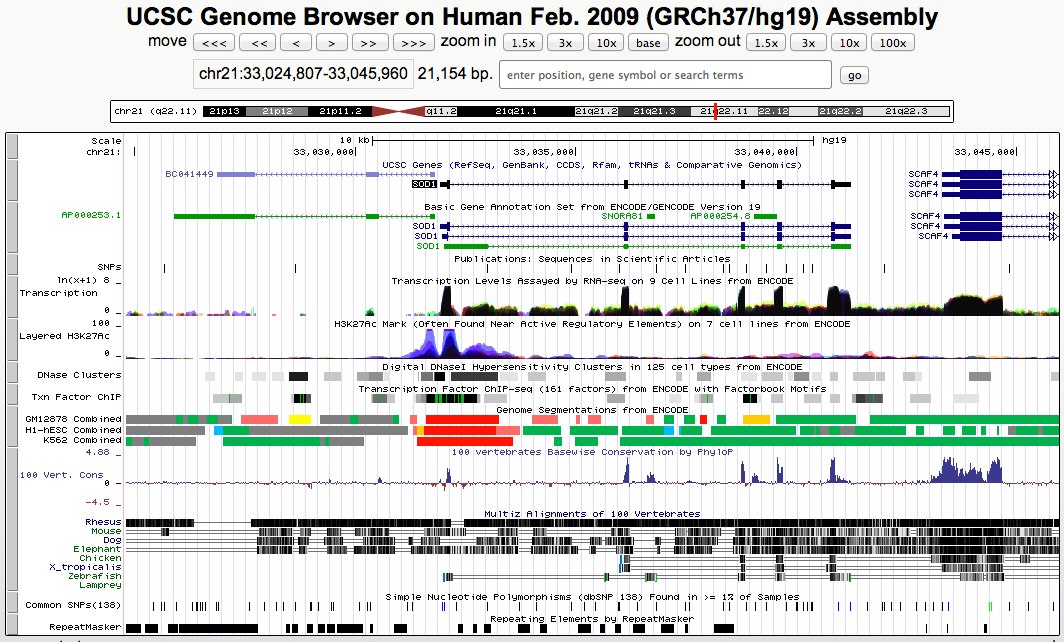 UCSC Genome Browser on Human Feb. 2009 (GRCh37/hg19) Assembly
move <<< << < > >> >>> zoom in 1.5x 3x 10x base zoom out 1.5x 3x 10x 100x
chr21:33,024,807-33,045,960 21,154 bp. enter position, gene symbol or search terms go
chr21 (q22.11) 21p13 21p12 21p11.2 q11.2 21q21.1 21q21.2 21q21.3 21q22.11 22.12 21q22.2 21q22.3
Scale 10 kb hg19
chr21: 33,030,000 33,035,000 33,040,000 33,045,000
UCSC Genes (RefSeq, GenBank, CCDS, Rfam, tRNAs & Comparative Genomics)
BC041449 SCAF4
SOD1 SCAF4
SCAF4
Basic Gene Annotation Set from ENCODE/GENCODE Version 19
AP000253.1 SNORA81 AP000254.8 SCAF4
SOD1 SCAF4
SOD1 SCAF4
SOD1
Publications: Sequences in Scientific Articles
SNPs
Transcription Levels Assayed by RNA-seq on 9 Cell Lines from ENCODE
ln(x+1) 8 _
Transcription
0 _
H3K27Ac Mark (Often Found Near Active Regulatory Elements) on 7 cell lines from ENCODE
100 _
Layered H3K27Ac
0 _
Digital DNaseI Hypersensitivity Clusters in 125 cell types from ENCODE
DNase Clusters
Transcription Factor ChIP-seq (161 factors) from ENCODE with Factorbook Motifs
Txn Factor ChIP
Genome Segmentations from ENCODE
GM12878 Combined
H1-hESC Combined
K562 Combined
100 vertebrates Basewise Conservation by PhyloP
4.88 _
100 Vert. Cons
0 _
-4.5 _
Multiz Alignments of 100 Vertebrates
Rhesus
Mouse
Dog
Elephant
Chicken
X_tropicalis
Zebrafish
Lamprey
Simple Nucleotide Polymorphisms (dbSNP 138) Found in >= 1% of Samples
Common SNPs(138)
Repeating Elements by RepeatMasker
RepeatMasker